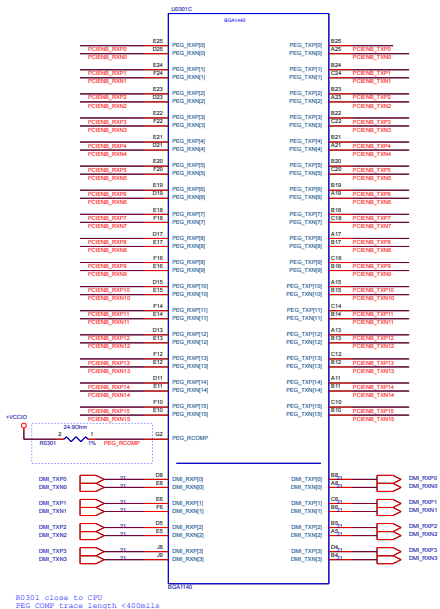 U0301C
BGA1440
E25 PEG_RXP[0] PEG_TXP[0] B25
PCIENB_RXP0 D25 PEG_RXN[0] PEG_TXN[0] A25 PCIENB_TXP0
PCIENB_RXN0 PCIENB_TXN0
E24 PEG_RXP[1] PEG_TXP[1] B24
PCIENB_RXP1 F24 PEG_RXN[1] PEG_TXN[1] C24 PCIENB_TXP1
PCIENB_RXN1 PCIENB_TXN1
E23 PEG_RXP[2] PEG_TXP[2] B23
PCIENB_RXP2 D23 PEG_RXN[2] PEG_TXN[2] A23 PCIENB_TXP2
PCIENB_RXN2 PCIENB_TXN2
E22 PEG_RXP[3] PEG_TXP[3] B22
PCIENB_RXP3 F22 PEG_RXN[3] PEG_TXN[3] C22 PCIENB_TXP3
PCIENB_RXN3 PCIENB_TXN3
E21 PEG_RXP[4] PEG_TXP[4] B21
PCIENB_RXP4 D21 PEG_RXN[4] PEG_TXN[4] A21 PCIENB_TXP4
PCIENB_RXN4 PCIENB_TXN4
E20 PEG_RXP[5] PEG_TXP[5] B20
PCIENB_RXP5 F20 PEG_RXN[5] PEG_TXN[5] C20 PCIENB_TXP5
PCIENB_RXN5 PCIENB_TXN5
E19 PEG_RXP[6] PEG_TXP[6] B19
PCIENB_RXP6 D19 PEG_RXN[6] PEG_TXN[6] A19 PCIENB_TXP6
PCIENB_RXN6 PCIENB_TXN6
E18 PEG_RXP[7] PEG_TXP[7] B18
PCIENB_RXP7 F18 PEG_RXN[7] PEG_TXN[7] C18 PCIENB_TXP7
PCIENB_RXN7 PCIENB_TXN7
D17 PEG_RXP[8] PEG_TXP[8] A17
PCIENB_RXP8 E17 PEG_RXN[8] PEG_TXN[8] B17 PCIENB_TXP8
PCIENB_RXN8 PCIENB_TXN8
F16 PEG_RXP[9] PEG_TXP[9] C16
PCIENB_RXP9 E16 PEG_RXN[9] PEG_TXN[9] B16 PCIENB_TXP9
PCIENB_RXN9 PCIENB_TXN9
D15 PEG_RXP[10] PEG_TXP[10] A15
PCIENB_RXP10 E15 PEG_RXN[10] PEG_TXN[10] B15 PCIENB_TXP10
PCIENB_RXN10 PCIENB_TXN10
F14 PEG_RXP[11] PEG_TXP[11] C14
PCIENB_RXP11 E14 PEG_RXN[11] PEG_TXN[11] B14 PCIENB_TXP11
PCIENB_RXN11 PCIENB_TXN11
D13 PEG_RXP[12] PEG_TXP[12] A13
PCIENB_RXP12 E13 PEG_RXN[12] PEG_TXN[12] B13 PCIENB_TXP12
PCIENB_RXN12 PCIENB_TXN12
F12 PEG_RXP[13] PEG_TXP[13] C12
PCIENB_RXP13 E12 PEG_RXN[13] PEG_TXN[13] B12 PCIENB_TXP13
PCIENB_RXN13 PCIENB_TXN13
D11 PEG_RXP[14] PEG_TXP[14] A11
PCIENB_RXP14 E11 PEG_RXN[14] PEG_TXN[14] B11 PCIENB_TXP14
PCIENB_RXN14 PCIENB_TXN14
F10 PEG_RXP[15] PEG_TXP[15] C10
PCIENB_RXP15 E10 PEG_RXN[15] PEG_TXN[15] B10 PCIENB_TXP15
PCIENB_RXN15 PCIENB_TXN15
+VCCIO
24.9Ohm
2 1 G2 PEG_RCOMP
R0301 1% PEG_RCOMP
DMI_TXP0 21 D8 DMI_RXP[0] DMI_TXP[0] B8 21 DMI_RXP0
DMI_TXN0 21 E8 DMI_RXN[0] DMI_TXN[0] A8 21 DMI_RXN0
DMI_TXP1 21 E6 DMI_RXP[1] DMI_TXP[1] C6 21 DMI_RXP1
DMI_TXN1 21 F6 DMI_RXN[1] DMI_TXN[1] B6 21 DMI_RXN1
DMI_TXP2 21 D5 DMI_RXP[2] DMI_TXP[2] B5 21 DMI_RXP2
DMI_TXN2 21 E5 DMI_RXN[2] DMI_TXN[2] A5 21 DMI_RXN2
DMI_TXP3 21 J8 DMI_RXP[3] DMI_TXP[3] D4 21 DMI_RXP3
DMI_TXN3 21 J9 DMI_RXN[3] DMI_TXN[3] B4 21 DMI_RXN3
BGA1140
R0301 close to CPU
PEG COMP trace length <400mils